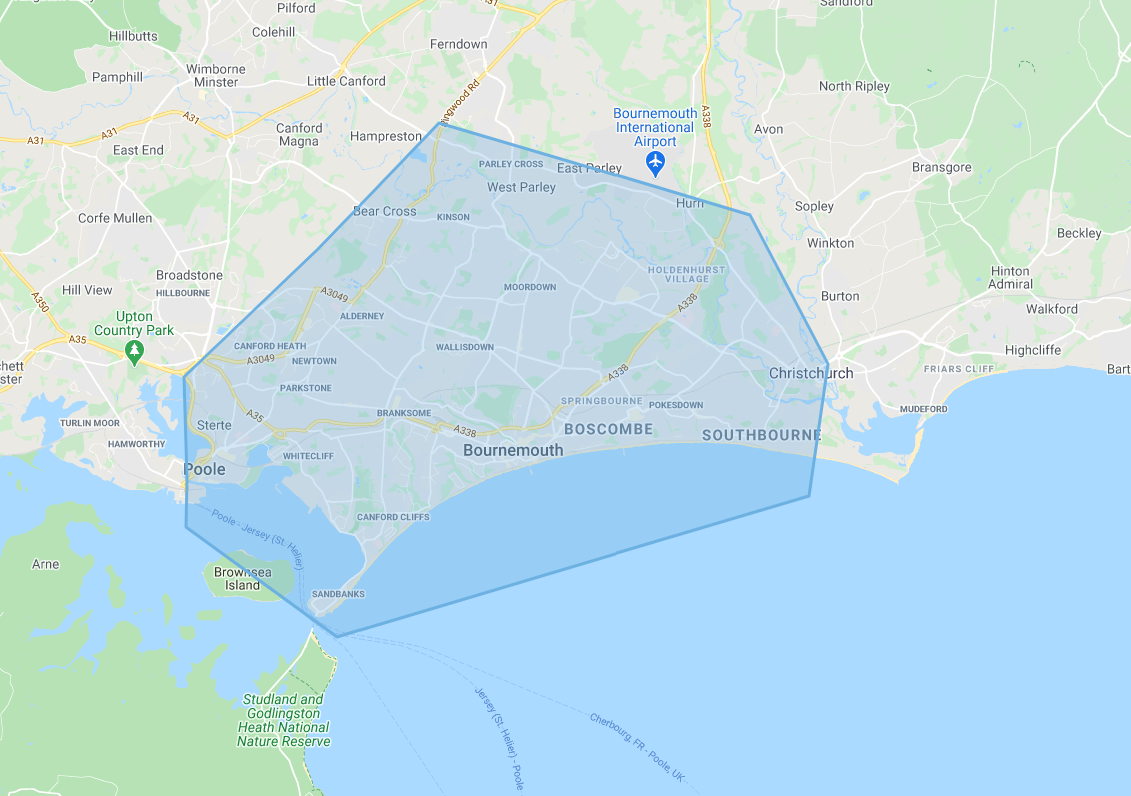 Pilford
A31
Sandford
Colehill
Hillbutts
Ferndown
Wimborne
Minster
Pamphill
Little Canford
North Ripley
Ringwood Rd
A338
Bournemouth
International
Airport
A31
A31
Canford
Magna
Hampreston
Avon
East End
PARLEY CROSS
East Parley
Bransgore
West Parley
Hurn
Sopley
Bear Cross
KINSON
Corfe Mullen
Beckley
Winkton
Broadstone
HOLDENHURST
VILLAGE
Hinton
Admiral
Hill View
HILLBOURNE
A3049
MOORDOWN
Burton
A350
A338
Walkford
Upton
Country Park
ALDERNEY
A35
CANFORD HEATH
WALLISDOWN
Highcliffe
A3049
NEWTOWN
chett
ster
A338
Christchurch
FRIARS CLIFF
Bart
PARKSTONE
SPRINGBOURNE
POKESDOWN
MUDEFORD
A35
BRANKSOME
TURLIN MOOR
Sterte
A338
BOSCOMBE
SOUTHBOURNE
HAMWORTHY
Bournemouth
WHITECLIFF
Poole
CANFORD CLIFFS
Poole - Jersey (St. Helier)
Arne
Brownsea
Island
SANDBANKS
Studland and
Godlingston
Heath National
Nature Reserve
Jersey (St. Helier) - Poole
Cherbourg, FR - Poole, UK